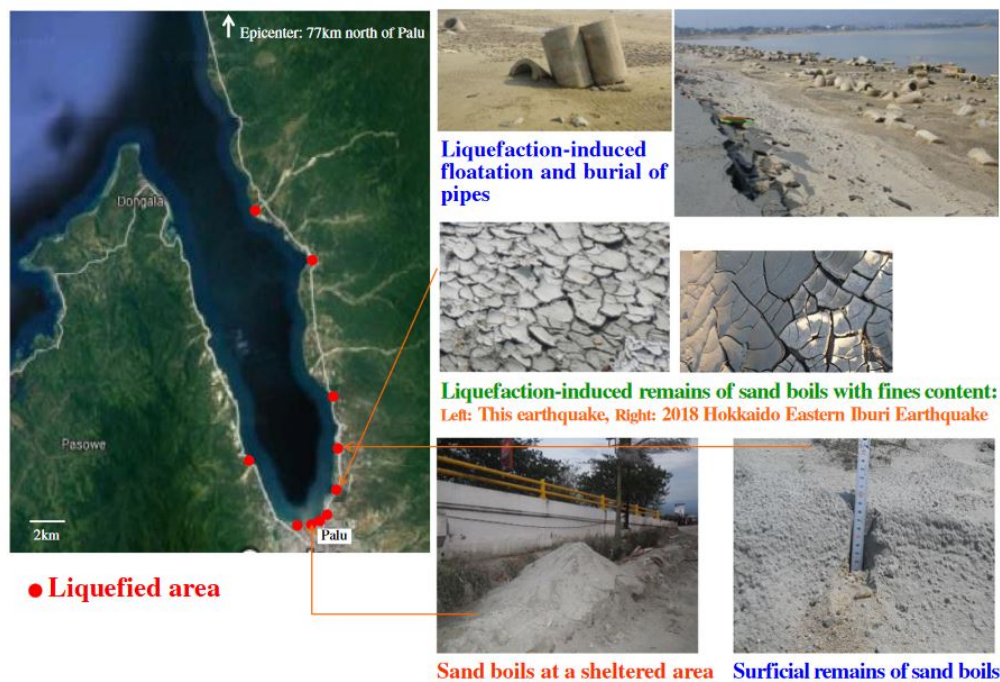 Epicenter: 77km north of Palu
Dongala
Pasowe
2km
Palu
Liquefied area
Liquefaction-induced
floatation and burial of
pipes
Liquefaction-induced remains of sand boils with fines content:
Left: This earthquake, Right: 2018 Hokkaido Eastern Iburi Earthquake
Sand boils at a sheltered area
Surficial remains of sand boils